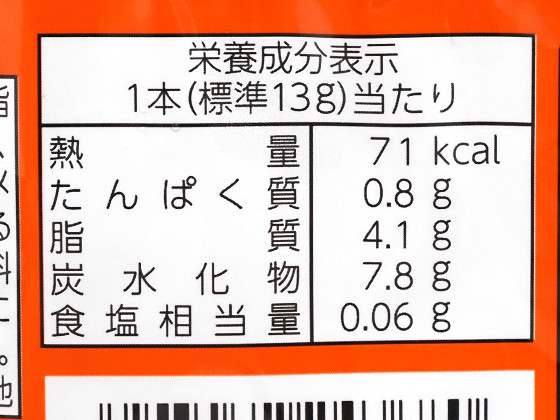 栄養成分表示
1本(標準13g)当たり
熱量 71 kcal
たんぱく質 0.8 g
脂質 4.1 g
炭水化物 7.8 g
食塩相当量 0.06 g